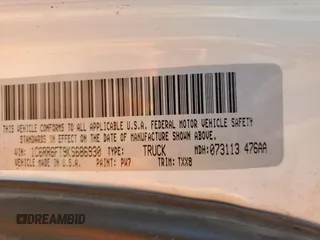 THIS VEHICLE CONFORMS TO ALL APPLICABLE U.S.A. FEDERAL MOTOR VEHICLE SAFETY
STANDARDS IN EFFECT ON THE DATE OF MANUFACTURE SHOWN ABOVE.
VIN: 1C6RR6FT9KS686930 TYPE: TRUCK MDH: 073113 476AA
VEHICLE MADE IN U.S.A. PAINT: PW7 TRIM: TXX8
DREAMBID